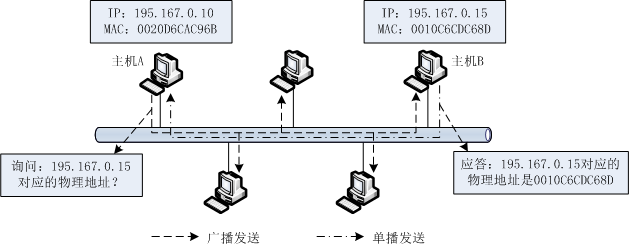 IP：195.167.0.10
MAC：0020D6CAC96B
IP：195.167.0.15
MAC：0010C6CDC68D
主机A
主机B
询问：195.167.0.15
对应的物理地址？
应答：195.167.0.15对应的
物理地址是0010C6CDC68D
广播发送
单播发送